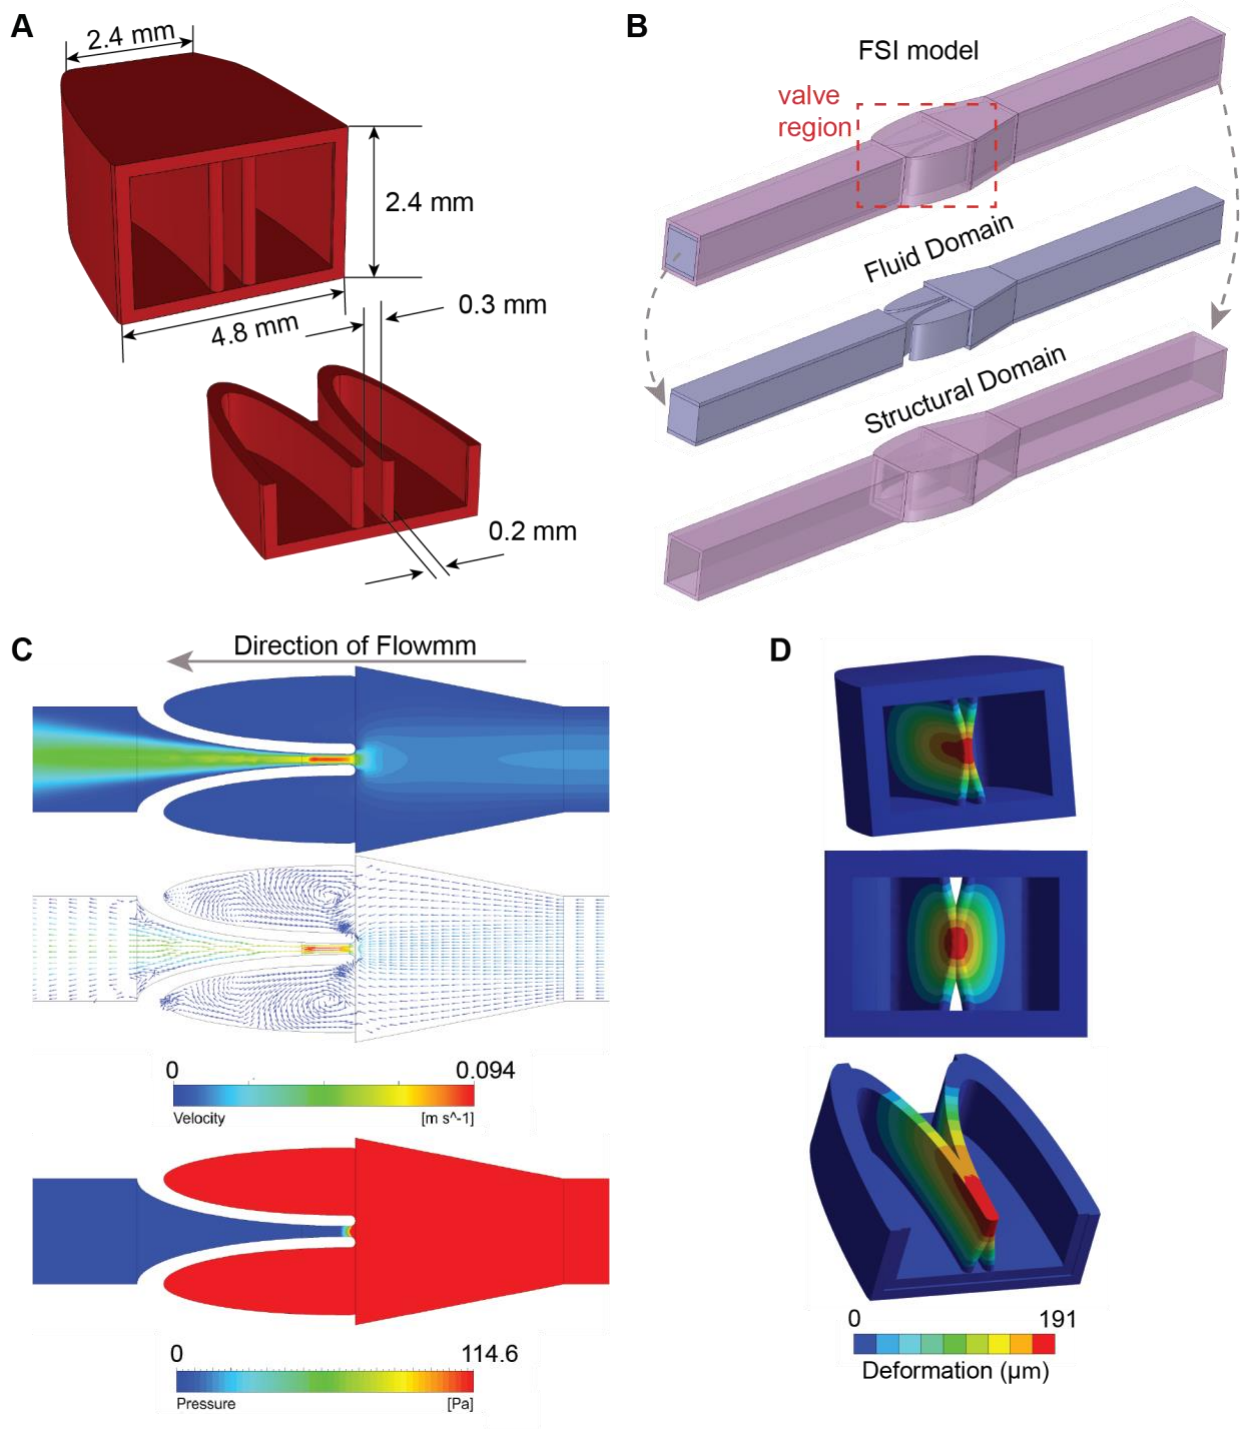 A
2.4 mm
2.4 mm
4.8 mm
0.3 mm
0.2 mm
B
FSI model
valve
region
Fluid Domain
Structural Domain
C
Direction of Flowmm
0
0.094
Velocity
[m s^-1]
0
114.6
Pressure
[Pa]
D
0
191
Deformation (µm)